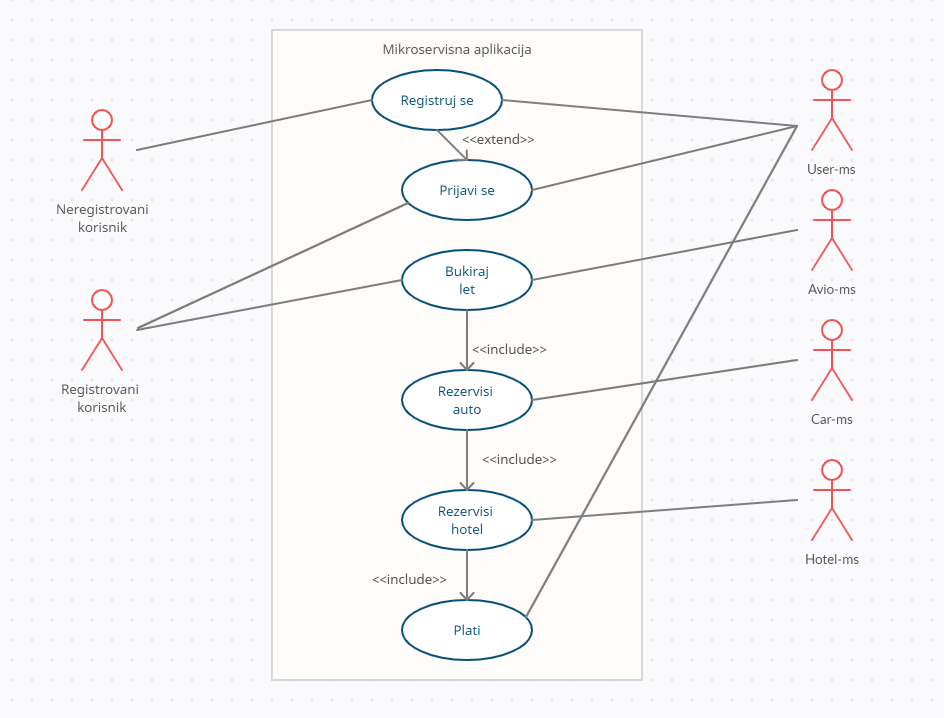 Mikroservisna aplikacija
Registruj se
<<extend>>
Prijavi se
Bukiraj
let
<<include>>
Rezervisi
auto
<<include>>
Rezervisi
hotel
<<include>>
Plati
Neregistrovani
korisnik
Registrovani
korisnik
User-ms
Avio-ms
Car-ms
Hotel-ms